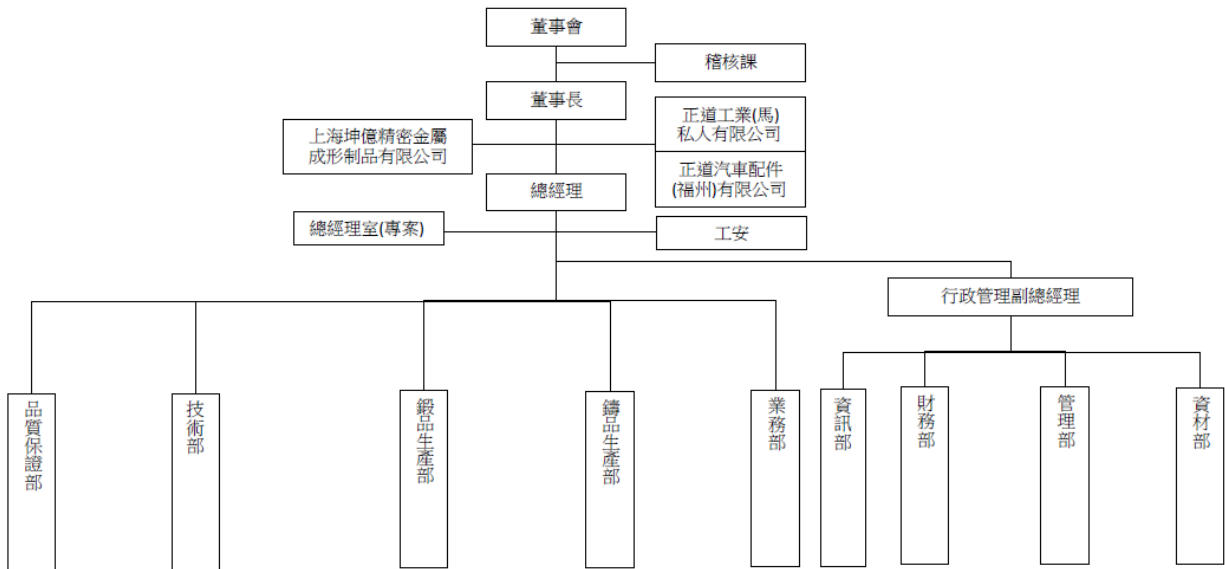 董事會
稽核課
董事長
上海坤億精密金屬
成形制品有限公司
正道工業(馬)
私人有限公司
正道汽車配件
(福州)有限公司
總經理
總經理室(專案)
工安
行政管理副總經理
品質保證部
技術部
鍛品生產部
鑄品生產部
業務部
資訊部
財務部
管理部
資材部